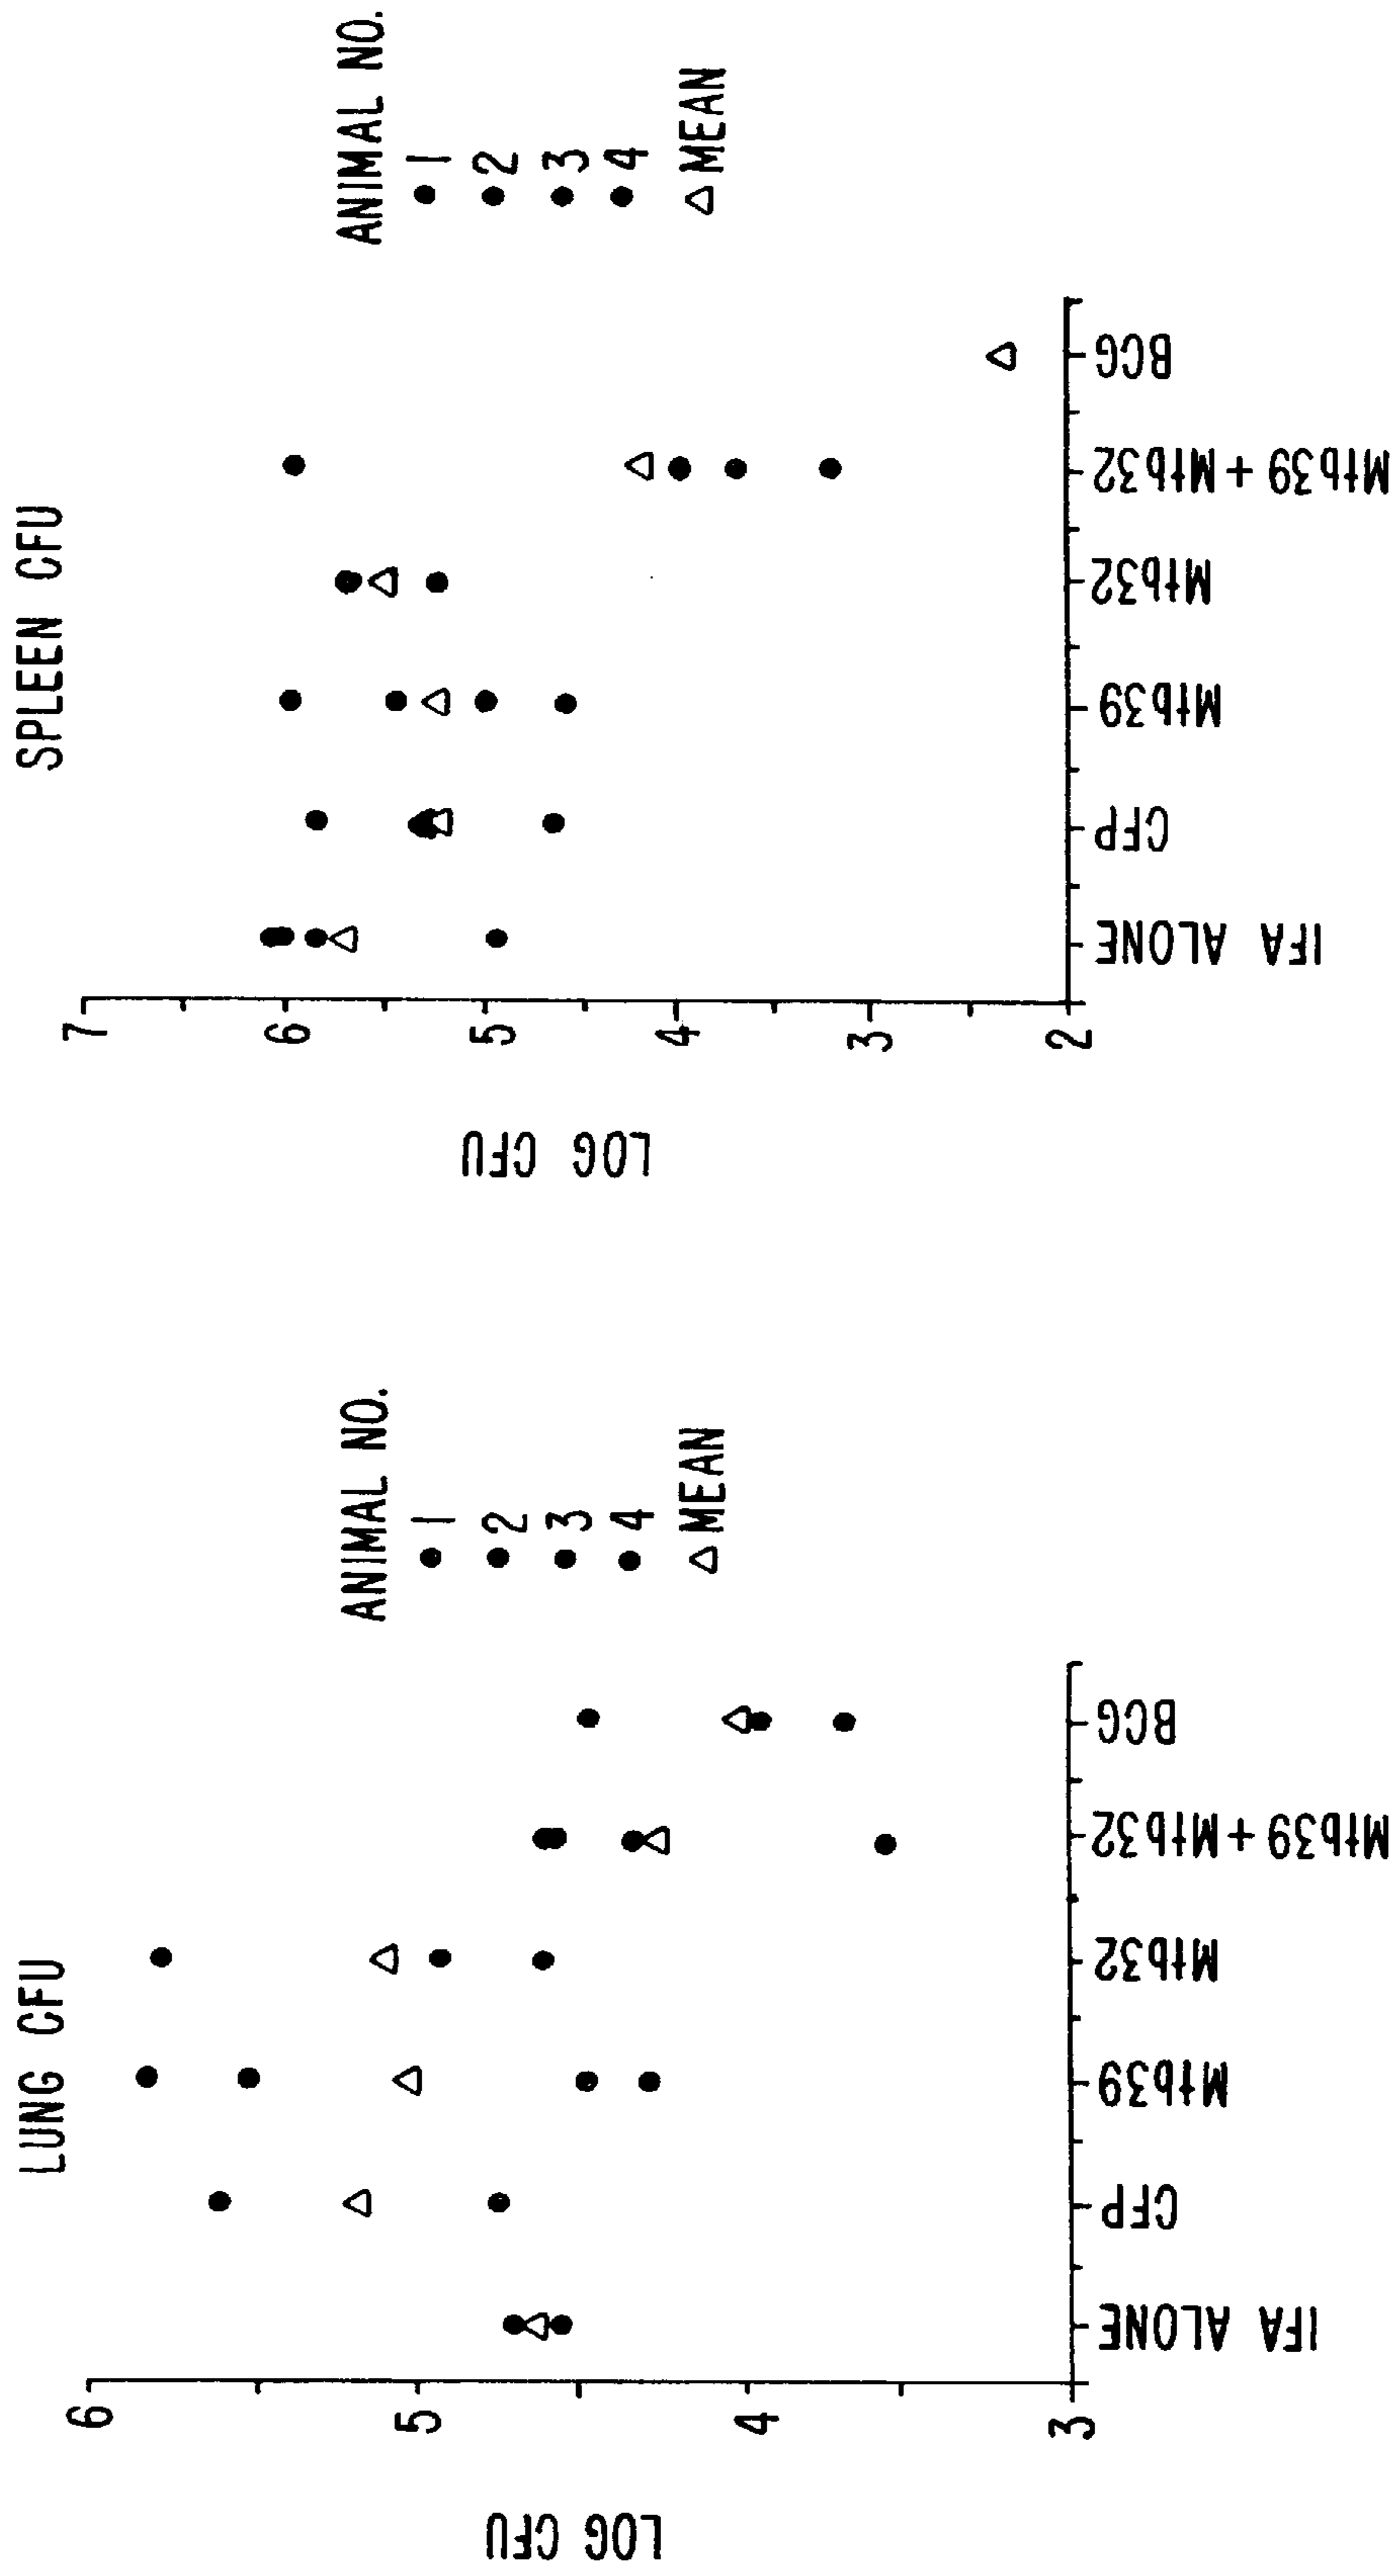 LUNG CFU
LOG CFU
6
5
4
3
IFA ALONE
CFP
Mtb39
Mtb32
Mtb39 + Mtb32
BCG
ANIMAL NO.
1
2
3
4
MEAN
SPLEEN CFU
LOG CFU
7
6
5
4
3
2
IFA ALONE
CFP
Mtb39
Mtb32
Mtb39 + Mtb32
BCG
ANIMAL NO.
1
2
3
4
MEAN